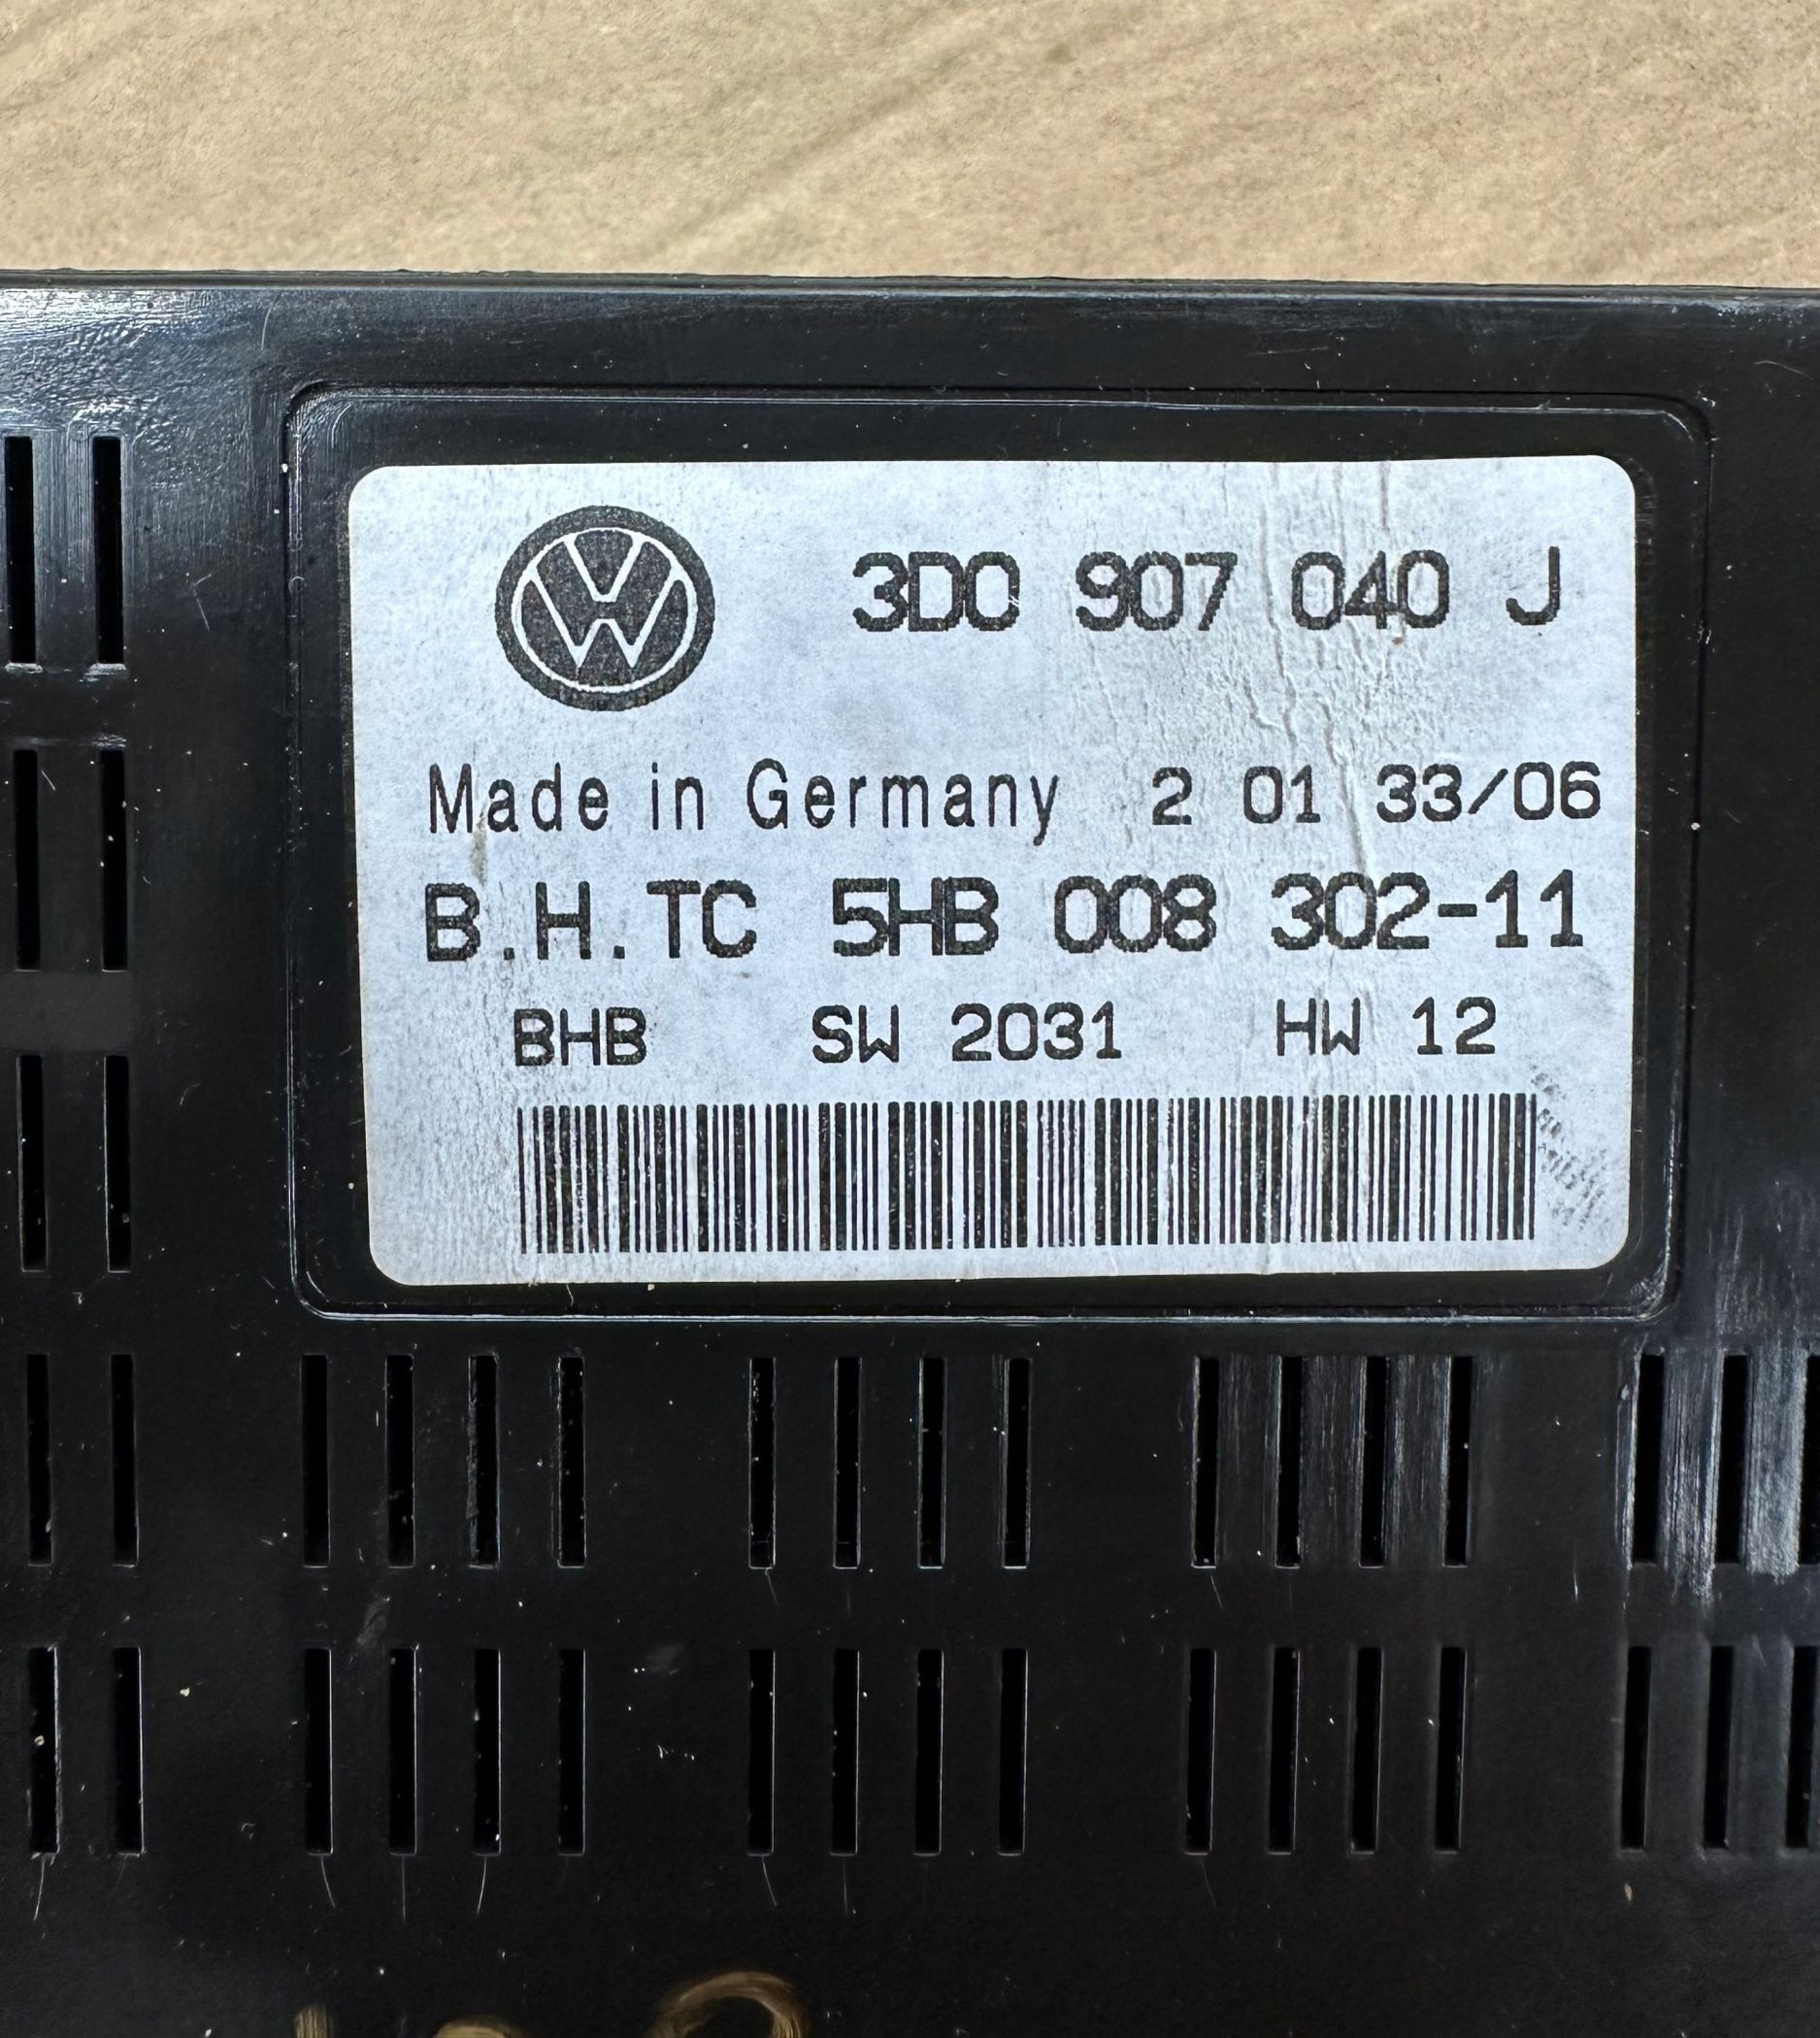 3D0 907 040 J
Made in Germany 2 01 33/06
B.H.TC 5HB 008 302-11
BHB SW 2031 HW 12